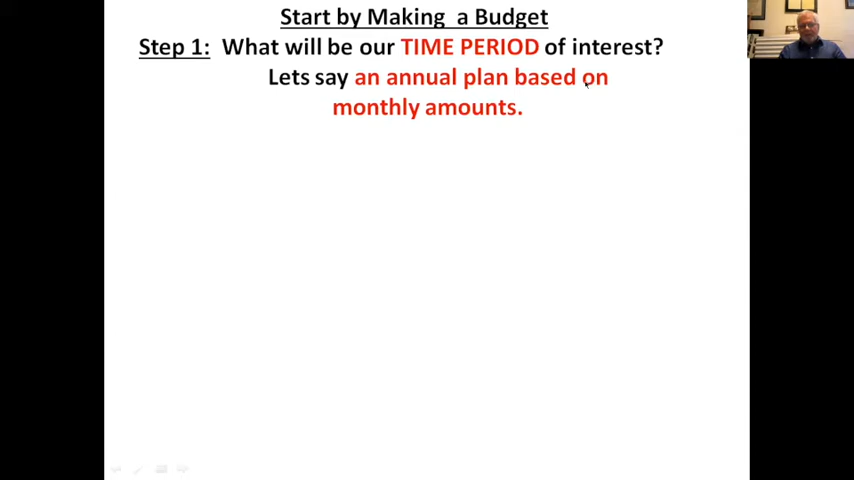 Start by Making  a Budget
Step 1:  What will be our TIME PERIOD of interest?
Lets say an annual plan based on
monthly amounts.